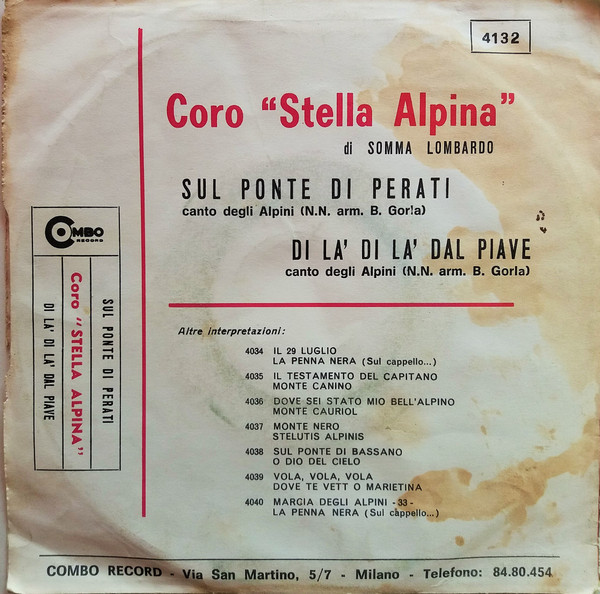 4132
Coro "Stella Alpina"
di SOMMA LOMBARDO
SUL PONTE DI PERATI
canto degli Alpini (N.N. arm. B. Gorla)
DI LA' DI LA' DAL PIAVE
canto degli Alpini (N.N. arm. B. Gorla)
COMBO
RECORD
SUL PONTE DI PERATI
Coro "STELLA ALPINA"
DI LA' DI LA' DAL PIAVE
Altre interpretazioni:
4034 IL 29 LUGLIO
LA PENNA NERA (Sul cappello...)
4035 IL TESTAMENTO DEL CAPITANO
MONTE CANINO
4036 DOVE SEI STATO MIO BELL'ALPINO
MONTE CAURIOL
4037 MONTE NERO
STELUTIS ALPINIS
4038 SUL PONTE DI BASSANO
O DIO DEL CIELO
4039 VOLA, VOLA, VOLA
DOVE TE VETT O MARIETINA
4040 MARCIA DEGLI ALPINI - 33 -
LA PENNA NERA (Sul cappello...)
COMBO RECORD - Via San Martino, 5/7 - Milano - Telefono: 84.80.454